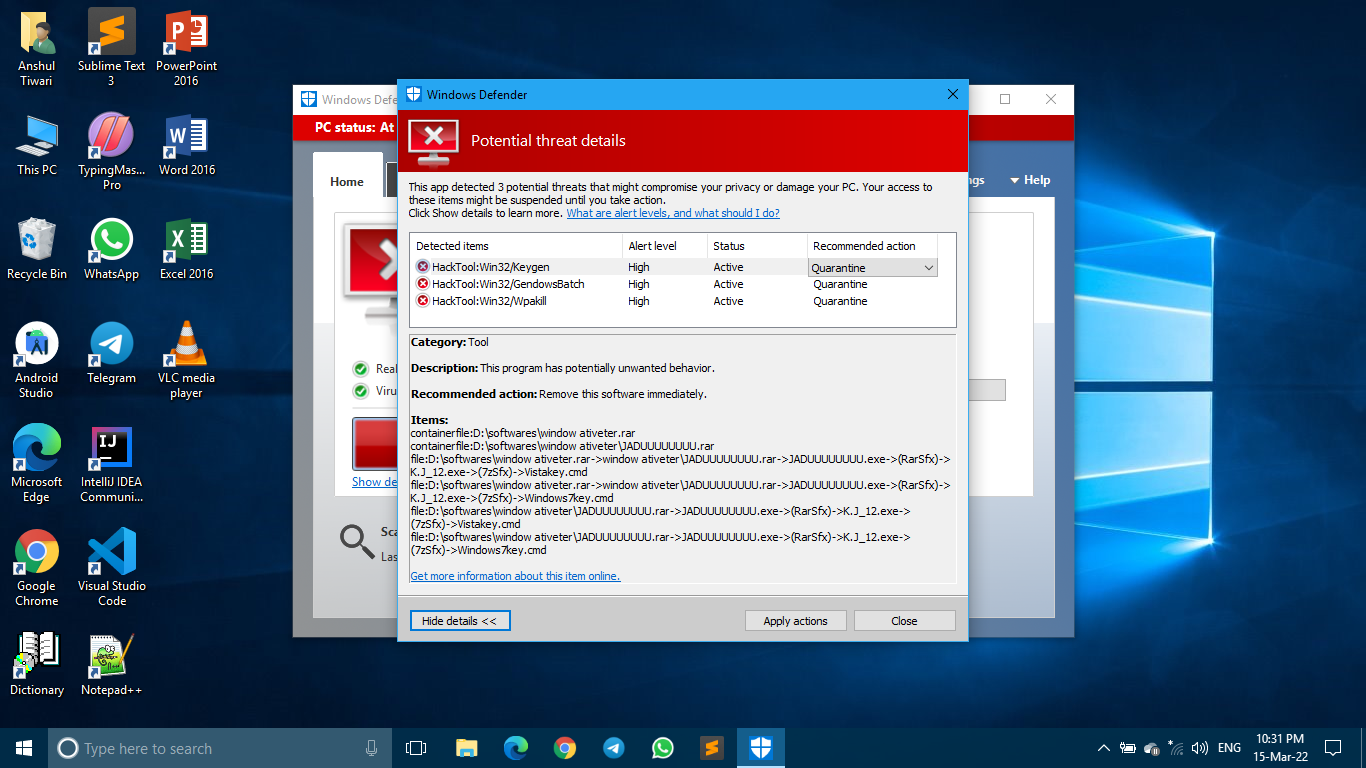 Anshul
Tiwari
Sublime Text
3
PowerPoint
2016
This PC
TypingMas...
Pro
Word 2016
Recycle Bin
WhatsApp
Excel 2016
Android
Studio
Telegram
VLC media
player
Microsoft
Edge
IntelliJ IDEA
Communi...
Google
Chrome
Visual Studio
Code
Dictionary
Notepad++
Windows Defe
PC status: At
Home
ngs
Help
Real
Viru
Show de
Sca
Las
Windows Defender
Potential threat details
This app detected 3 potential threats that might compromise your privacy or damage your PC. Your access to
these items might be suspended until you take action.
Click Show details to learn more. What are alert levels, and what should I do?
Detected items Alert level Status Recommended action
HackTool:Win32/Keygen High Active Quarantine
HackTool:Win32/GendowsBatch High Active Quarantine
HackTool:Win32/Wpakill High Active Quarantine
Category: Tool
Description: This program has potentially unwanted behavior.
Recommended action: Remove this software immediately.
Items:
containerfile:D:\softwares\window ativeter.rar
containerfile:D:\softwares\window ativeter\JADUUUUUUUU.rar
file:D:\softwares\window ativeter.rar->window ativeter\JADUUUUUUUU.rar->JADUUUUUUUU.exe->(RarSfx)->
K.J_12.exe->(7zSfx)->Vistakey.cmd
file:D:\softwares\window ativeter.rar->window ativeter\JADUUUUUUUU.rar->JADUUUUUUUU.exe->(RarSfx)->
K.J_12.exe->(7zSfx)->Windows7key.cmd
file:D:\softwares\window ativeter\JADUUUUUUUU.rar->JADUUUUUUUU.exe->(RarSfx)->K.J_12.exe->
(7zSfx)->Vistakey.cmd
file:D:\softwares\window ativeter\JADUUUUUUUU.rar->JADUUUUUUUU.exe->(RarSfx)->K.J_12.exe->
(7zSfx)->Windows7key.cmd
Get more information about this item online.
Hide details << Apply actions Close
Type here to search
ENG
10:31 PM
15-Mar-22